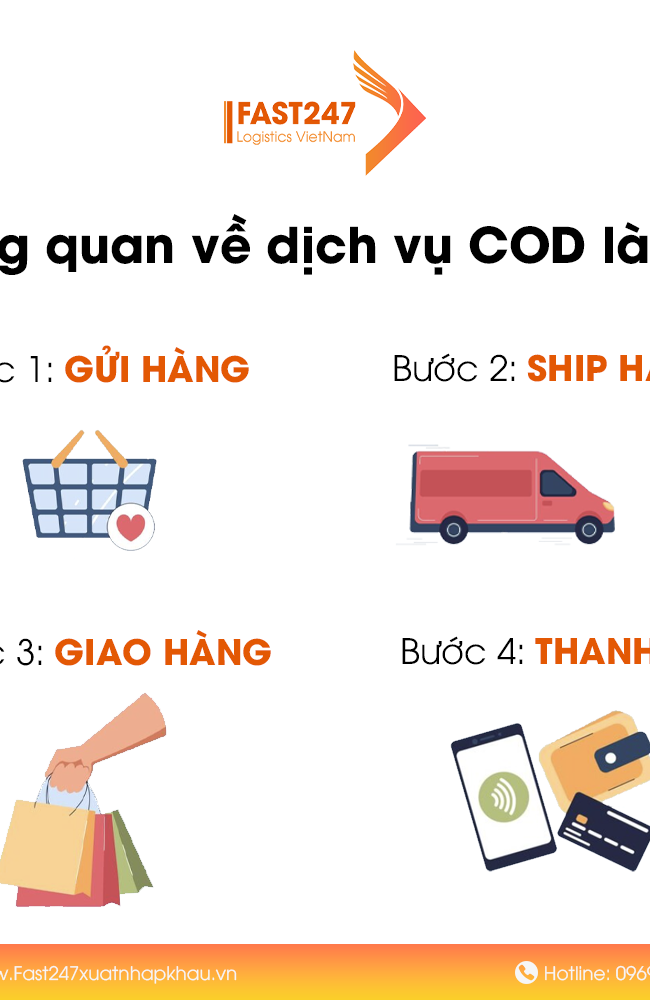 FAST247
Logistics VietNam
quan về dịch vụ COD là
1: GỬI HÀNG
Bước 2: SHIP
3: GIAO HÀNG
Bước 4: THANH
Fast247xuatnhapkhau.vn
Hotline: 096